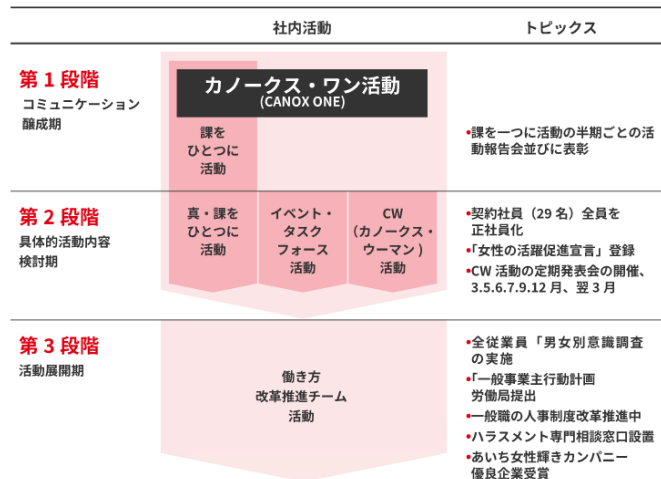 社内活動
トピックス
第1段階
コミュニケーション
醸成期
カノークス・ワン活動
(CANOX ONE)
課を
ひとつに
活動
•課を一つに活動の半期ごとの活
動報告会並びに表彰
第2段階
具体的活動内容
検討期
真・課を
ひとつに
活動
イベント・
タスク
フォース
活動
CW
(カノークス・
ウーマン)
活動
•契約社員（29名）全員を
正社員化
•「女性の活躍促進宣言」登録
•CW活動の定期発表会の開催、
3.5.6.7.9.12月、翌3月
第3段階
活動展開期
働き方
改革推進チーム
活動
•全従業員「男女別意識調査
の実施
•「一般事業主行動計画
労働局提出
•一般職の人事制度改革推進中
•ハラスメント専門相談窓口設置
•あいち女性輝きカンパニー
優良企業受賞